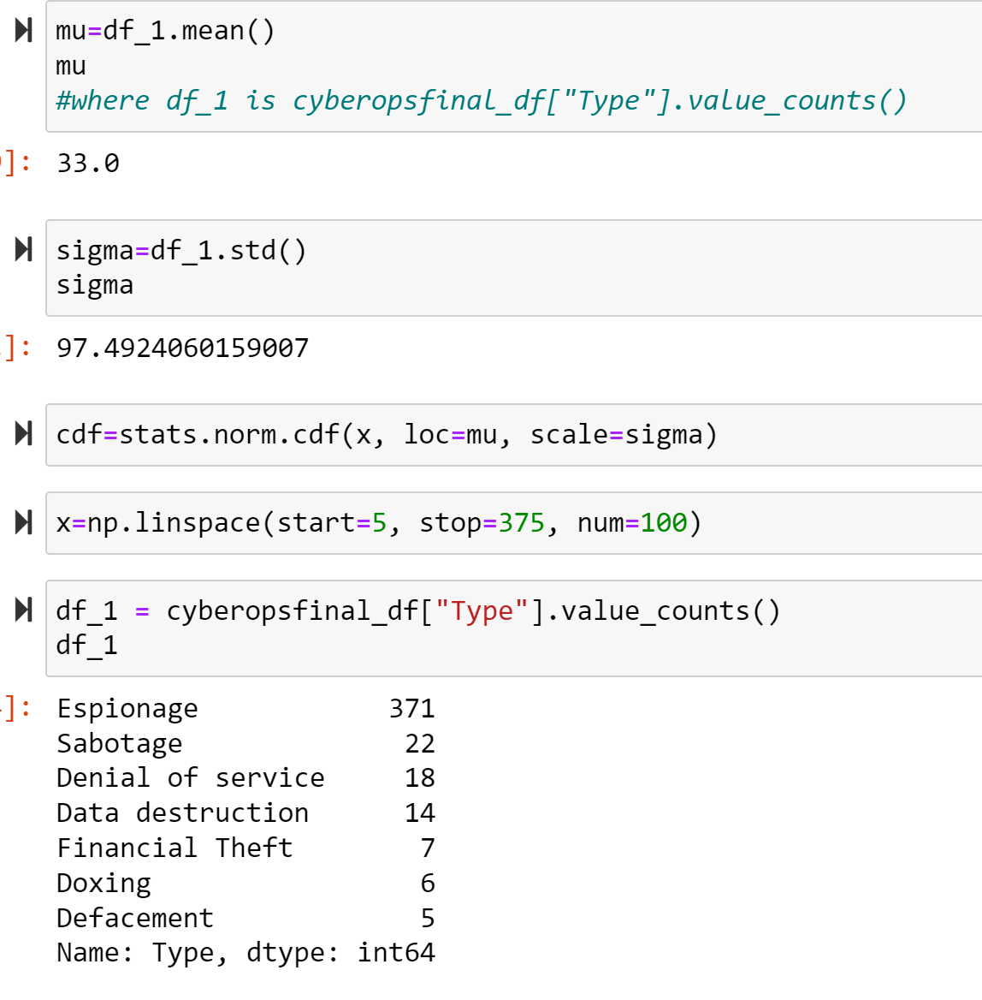 mu=df_1.mean()
mu
#where df_1 is cyberopsfinal_df["Type"].value_counts()
]: 33.0
sigma=df_1.std()
sigma
]: 97.4924060159007
cdf=stats.norm.cdf(x, loc=mu, scale=sigma)
x=np.linspace(start=5, stop=375, num=100)
df_1 = cyberopsfinal_df["Type"].value_counts()
df_1
]: Espionage 371
Sabotage 22
Denial of service 18
Data destruction 14
Financial Theft 7
Doxing 6
Defacement 5
Name: Type, dtype: int64